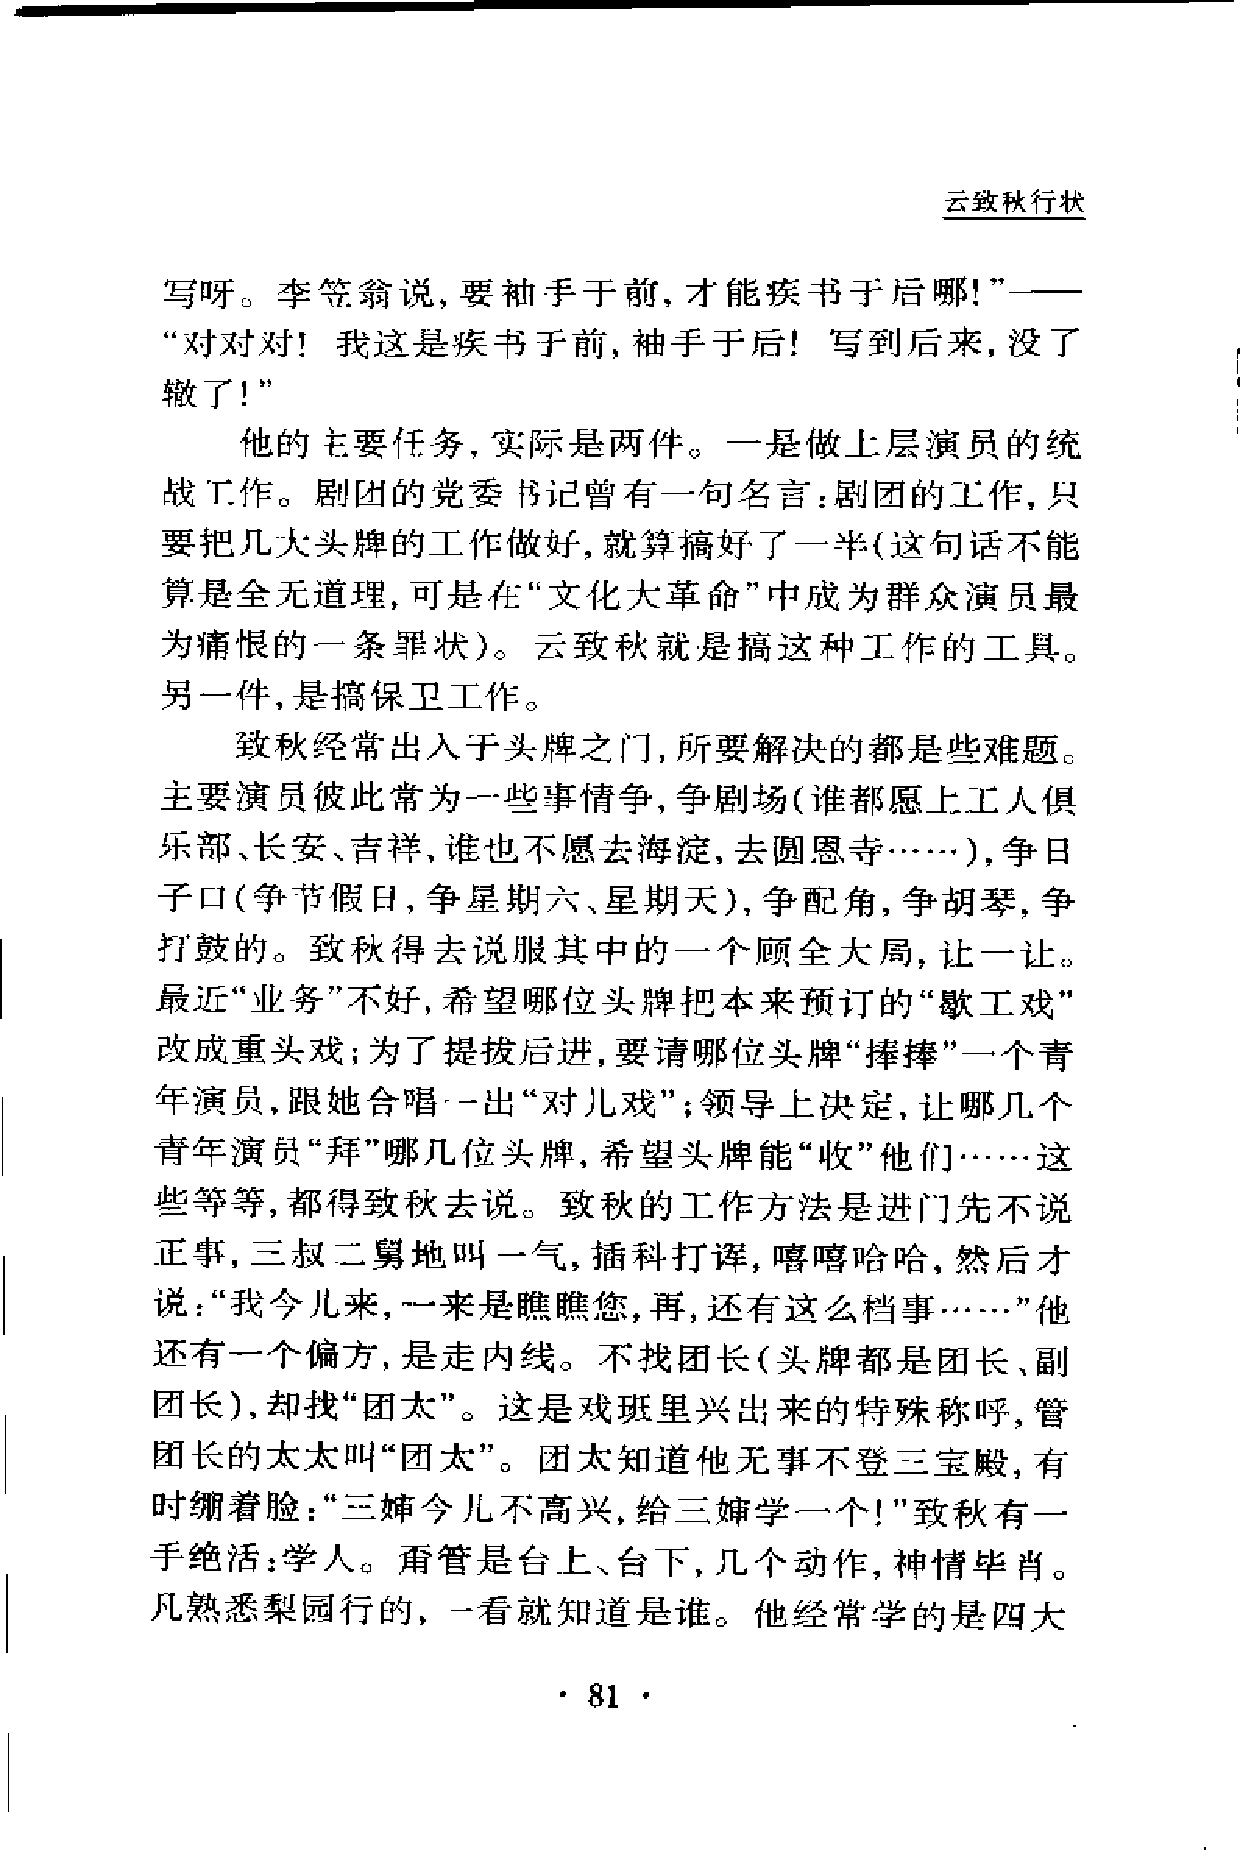 云致秋行状
写呀。李笠翁说,要袖手于前,才能疾书于后哪!”——
“对对对! 我这是疾书于前,袖手于后! 写到后来,没了
辙了!”
他的主要任务,实际是两件。一是做上层演员的统
战工作。剧团的党委书记曾有一句名言:剧团的工作,只
要把几大头牌的工作做好,就算搞好了一半(这句话不能
算是全无道理,可是在“文化大革命”中成为群众演员最
为痛恨的一条罪状)。云致秋就是搞这种工作的工具。
另一件,是搞保卫工作。
致秋经常出入于头牌之门,所要解决的都是些难题。
主要演员彼此常为一些事情争,争剧场(谁都愿上工人俱
乐部、长安、吉祥,谁也不愿去海淀,去圆恩寺……),争日
子口(争节假日,争星期六、星期天),争配角,争胡琴,争
打鼓的。致秋得去说服其中的一个顾全大局,让一让。
最近“业务”不好,希望哪位头牌把本来预订的“歇工戏”
改成重头戏;为了提拔后进,要请哪位头牌“捧捧”一个青
年演员,跟她合唱一出“对儿戏”;领导上决定,让哪几个
青年演员“拜”哪几位头牌,希望头牌能“收”他们……这
些等等,都得致秋去说。致秋的工作方法是进门先不说
正事,三叔二舅地叫一气,插科打诨,嘻嘻哈哈,然后才
说:“我今儿来,一来是瞧瞧您,再,还有这么档事……”他
还有一个偏方,是走内线。不找团长(头牌都是团长、副
团长),却找“团太”。这是戏班里兴出来的特殊称呼,管
团长的太太叫“团太”。团太知道他无事不登三宝殿,有
时绷着脸:“三婶今儿不高兴,给三婶学一个!”致秋有一
手绝活:学人。甭管是台上、台下,几个动作,神情毕肖。
凡熟悉梨园行的,一看就知道是谁。他经常学的是四大
· 81 ·